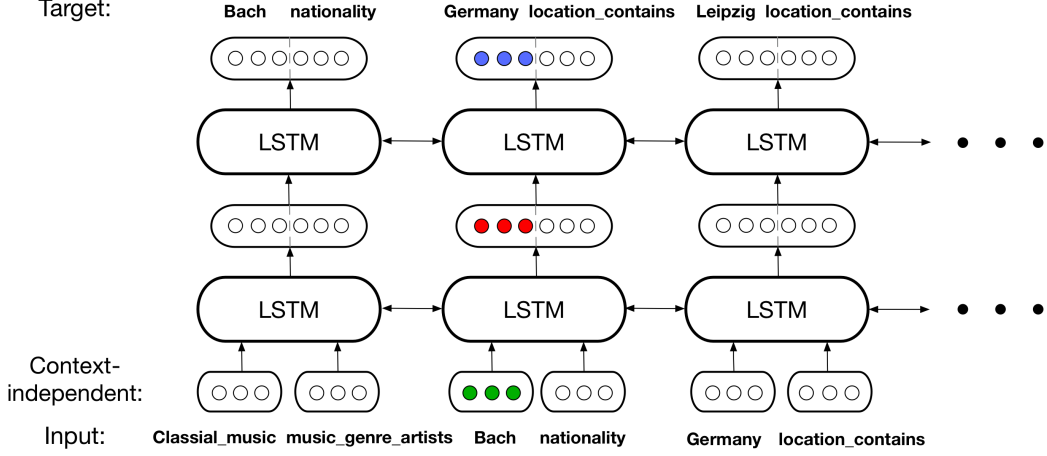 Target: Bach nationality Germany location_contains Leipzig location_contains
LSTM LSTM LSTM
LSTM LSTM LSTM
Context-
independent:
Input: Classial_music music_genre_artists Bach nationality Germany location_contains